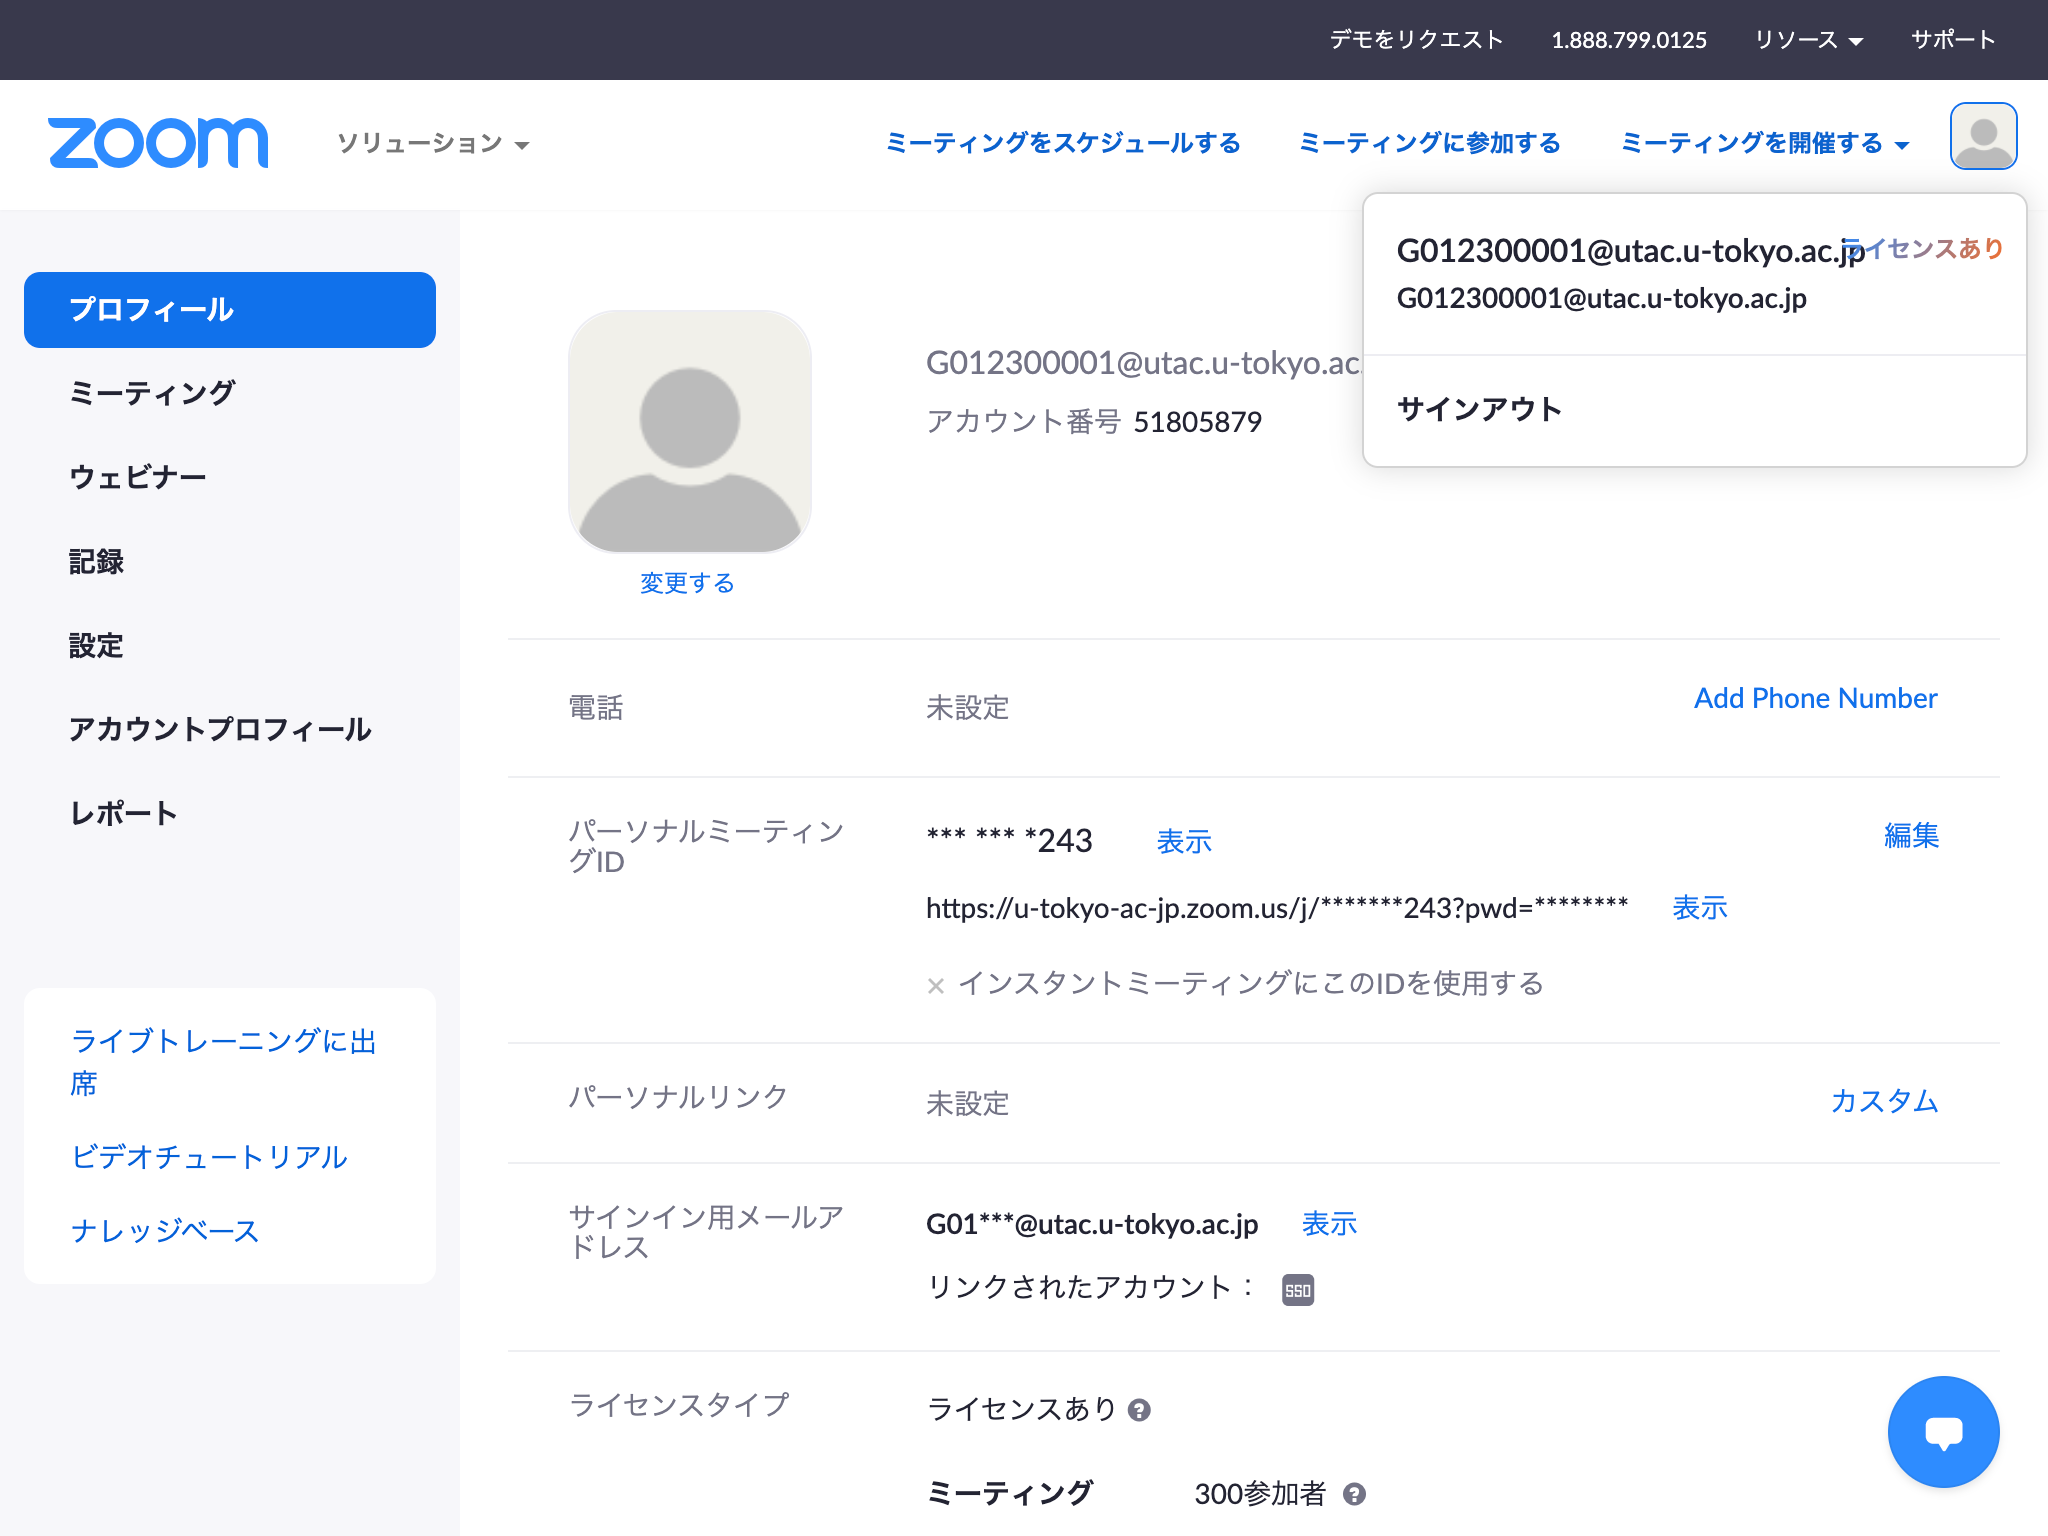 デモをリクエスト 1.888.799.0125 リソース サポート
zoom ソリューション ミーティングをスケジュールする ミーティングに参加する ミーティングを開催する
G012300001@utac.u-tokyo.ac.jp ライセンスあり
G012300001@utac.u-tokyo.ac.jp
サインアウト
プロフィール
ミーティング
ウェビナー
記録
設定
アカウントプロフィール
レポート
ライブトレーニングに出
席
ビデオチュートリアル
ナレッジベース
変更する
G012300001@utac.u-tokyo.ac.
アカウント番号 51805879
電話 未設定 Add Phone Number
パーソナルミーティン
グID
*** *** *243 表示 編集
https://u-tokyo-ac-jp.zoom.us/j/*******243?pwd=******** 表示
× インスタントミーティングにこのIDを使用する
パーソナルリンク 未設定 カスタム
サインイン用メールア
ドレス
G01***@utac.u-tokyo.ac.jp 表示
リンクされたアカウント： SSO
ライセンスタイプ ライセンスあり ?
ミーティング 300参加者 ?